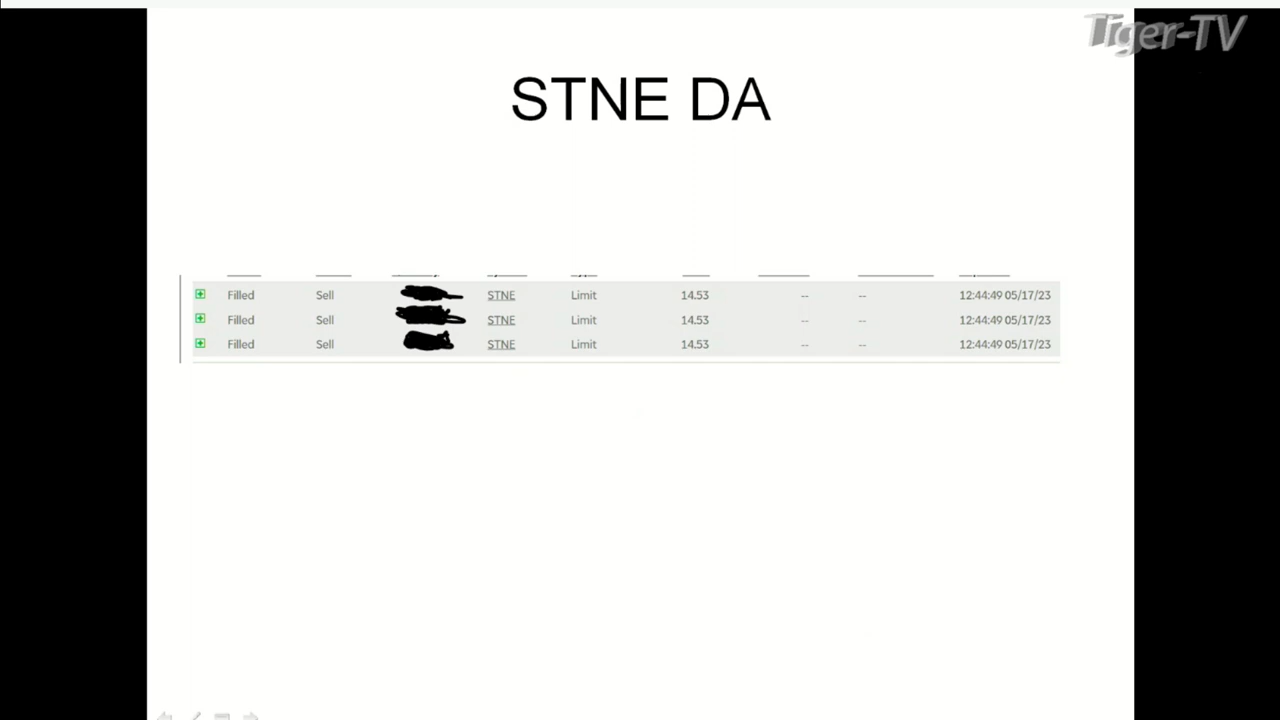 Tiger-TV
STNE DA
Filled Sell STNE Limit 14.53 -- -- 12:44:49 05/17/23
Filled Sell STNE Limit 14.53 -- -- 12:44:49 05/17/23
Filled Sell STNE Limit 14.53 -- -- 12:44:49 05/17/23